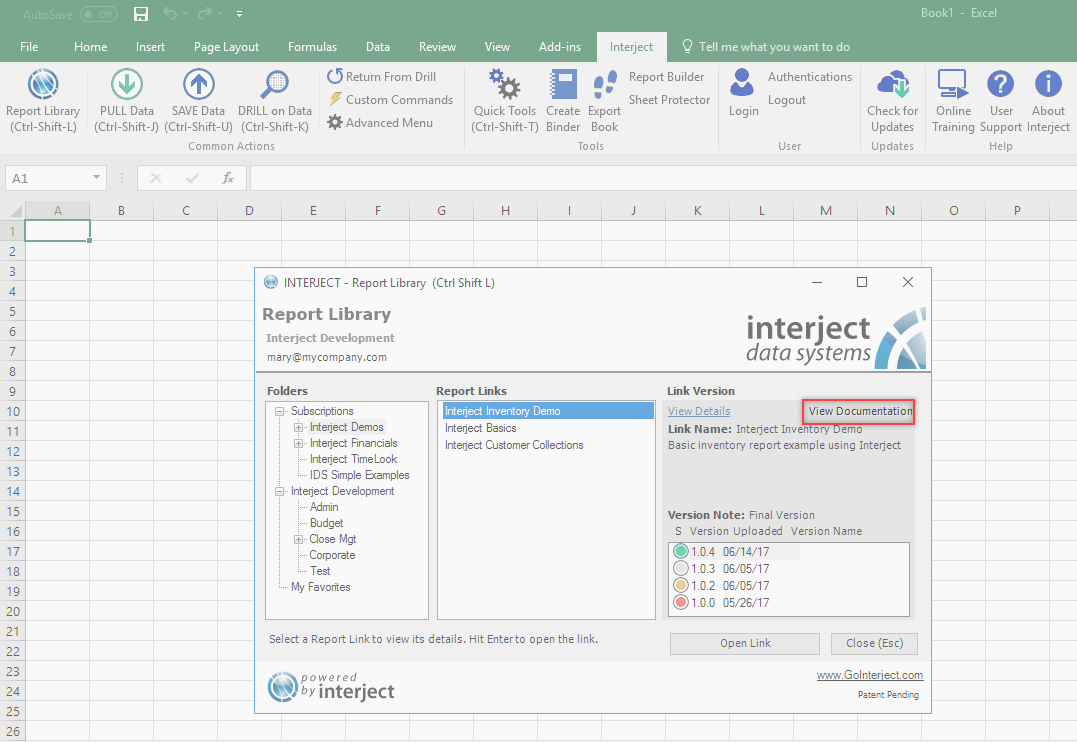 AutoSave Off
Book1 - Excel
File Home Insert Page Layout Formulas Data Review View Add-ins Interject Tell me what you want to do
Report Library
(Ctrl-Shift-L)
PULL Data
(Ctrl-Shift-J)
SAVE Data
(Ctrl-Shift-U)
DRILL on Data
(Ctrl-Shift-K)
Return From Drill
Custom Commands
Advanced Menu
Common Actions
Quick Tools
(Ctrl-Shift-T)
Create
Binder
Export
Book
Report Builder
Sheet Protector
Tools
Login
Authentications
Logout
User
Check for
Updates
Updates
Online
Training
User
Support
About
Interject
Help
A1
fx
A B C D E F G H I J K L M N O P
1
2
3
4
5
6
7
8
9
10
11
12
13
14
15
16
17
18
19
20
21
22
23
24
25
26
INTERJECT - Report Library (Ctrl Shift L)
Report Library
Interject Development
mary@mycompany.com
interject
data systems
Folders
Subscriptions
Interject Demos
Interject Financials
Interject TimeLook
IDS Simple Examples
Interject Development
Admin
Budget
Close Mgt
Corporate
Test
My Favorites
Report Links
Interject Inventory Demo
Interject Basics
Interject Customer Collections
Link Version
View Details View Documentation
Link Name: Interject Inventory Demo
Basic inventory report example using Interject
Version Note: Final Version
S Version Uploaded Version Name
1.0.4 06/14/17
1.0.3 06/05/17
1.0.2 06/05/17
1.0.0 05/26/17
Select a Report Link to view its details. Hit Enter to open the link.
Open Link
Close (Esc)
powered
by interject
www.GoInterject.com
Patent Pending